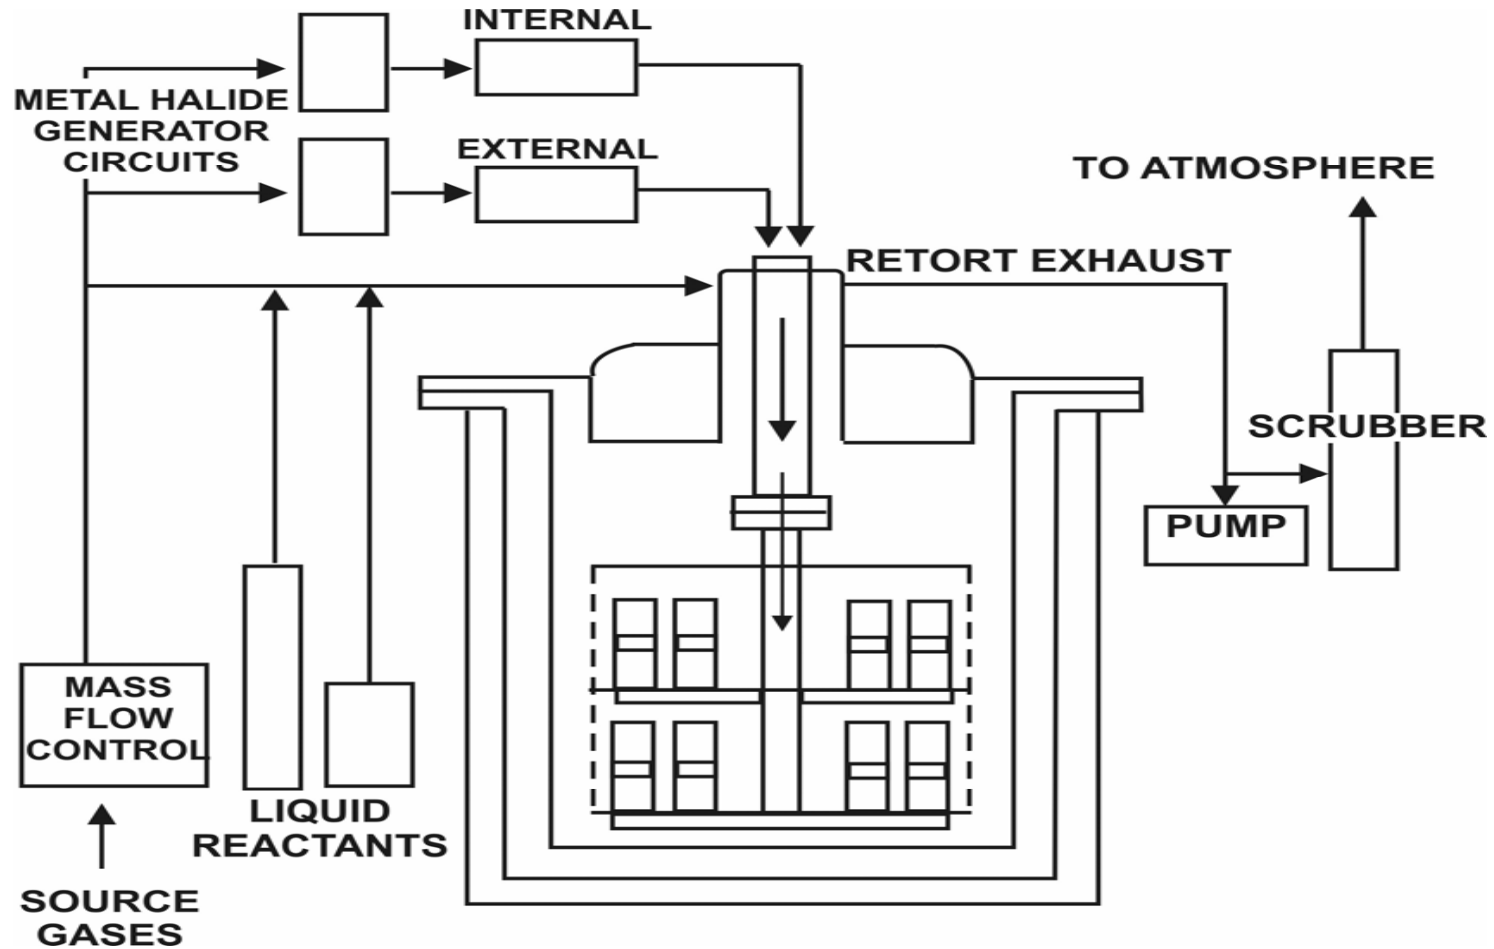 INTERNAL
METAL HALIDE
GENERATOR
CIRCUITS
EXTERNAL
TO ATMOSPHERE
RETORT EXHAUST
SCRUBBER
PUMP
MASS
FLOW
CONTROL
LIQUID
REACTANTS
SOURCE
GASES